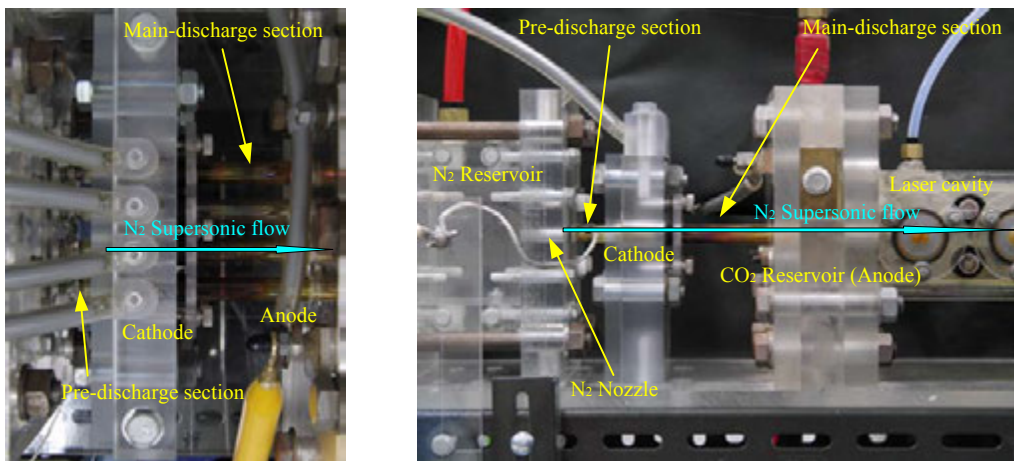 Main-discharge section
N₂ Supersonic flow
Cathode
Anode
Pre-discharge section
Pre-discharge section
Main-discharge section
N₂ Reservoir
Laser cavity
N₂ Supersonic flow
Cathode
CO₂ Reservoir (Anode)
N₂ Nozzle